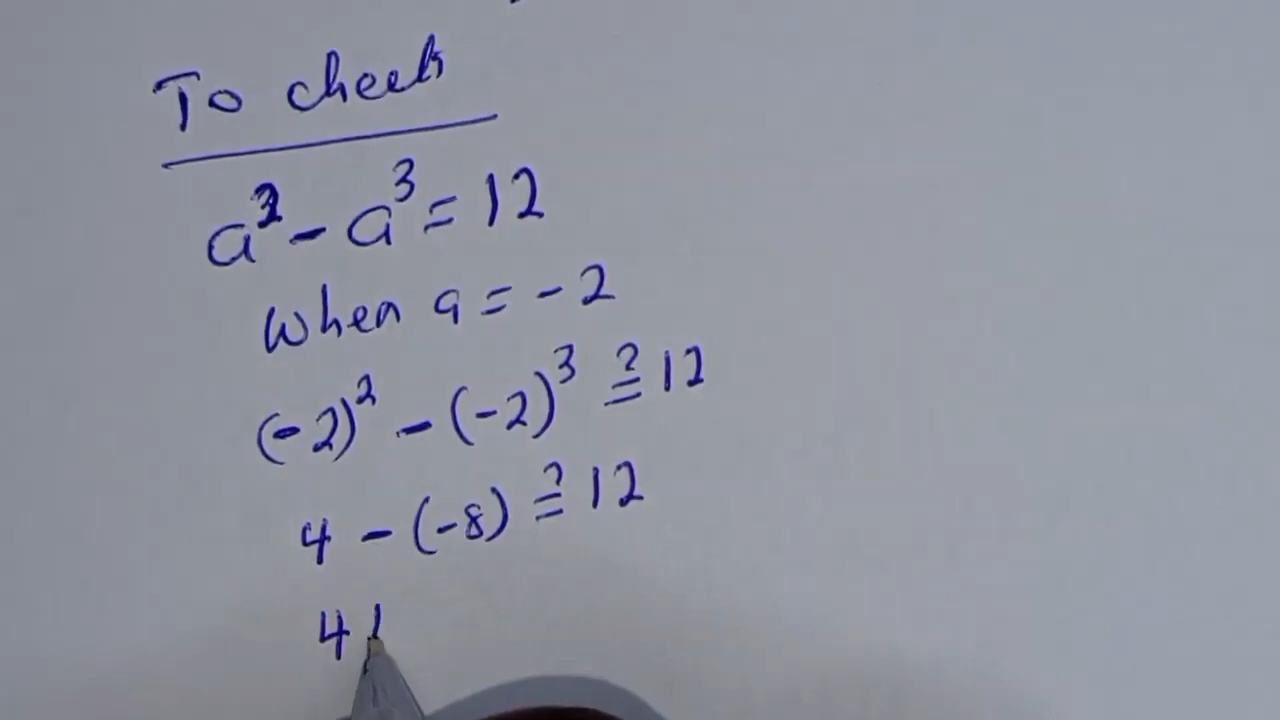 To check
a² - a³ = 12
When a = -2
(-2)² - (-2)³ ≟ 12
4 - (-8) ≟ 12
4